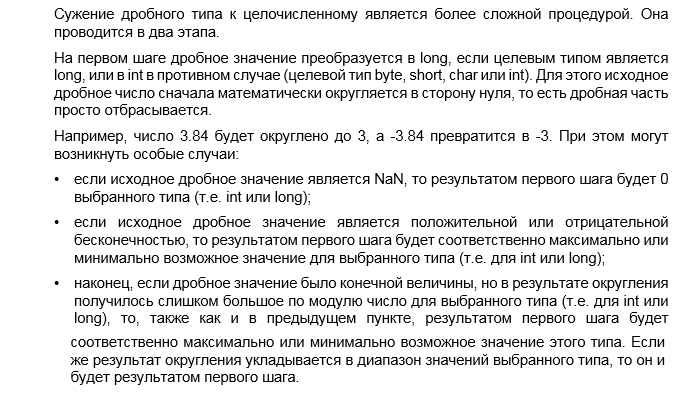 Сужение дробного типа к целочисленному является более сложной процедурой. Она
проводится в два этапа.
На первом шаге дробное значение преобразуется в long, если целевым типом является
long, или в int в противном случае (целевой тип byte, short, char или int). Для этого исходное
дробное число сначала математически округляется в сторону нуля, то есть дробная часть
просто отбрасывается.
Например, число 3.84 будет округлено до 3, а -3.84 превратится в -3. При этом могут
возникнуть особые случаи:
• если исходное дробное значение является NaN, то результатом первого шага будет 0
выбранного типа (т.е. int или long);
• если исходное дробное значение является положительной или отрицательной
бесконечностью, то результатом первого шага будет соответственно максимально или
минимально возможное значение для выбранного типа (т.е. для int или long);
• наконец, если дробное значение было конечной величины, но в результате округления
получилось слишком большое по модулю число для выбранного типа (т.е. для int или
long), то, также как и в предыдущем пункте, результатом первого шага будет
соответственно максимально или минимально возможное значение этого типа. Если
же результат округления укладывается в диапазон значений выбранного типа, то он и
будет результатом первого шага.